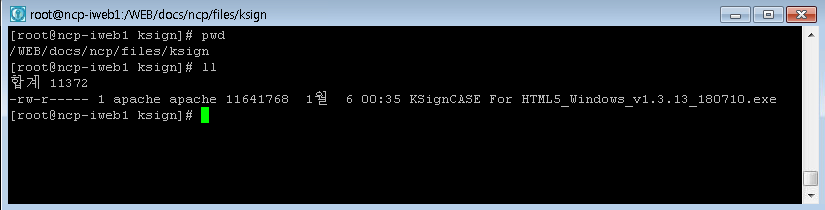 root@ncp-iweb1:/WEB/docs/ncp/files/ksign
[root@ncp-iweb1 ksign]# pwd
/WEB/docs/ncp/files/ksign
[root@ncp-iweb1 ksign]# ll
합계 11372
-rw-r----- 1 apache apache 11641768  1월  6 00:35 KSignCASE For HTML5_Windows_v1.3.13_180710.exe
[root@ncp-iweb1 ksign]#